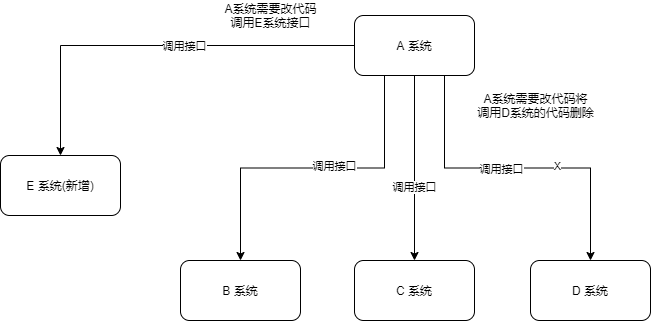 A系统需要改代码
调用E系统接口
调用接口
A 系统
A系统需要改代码将
调用D系统的代码删除
调用接口
调用接口
X
调用接口
E 系统(新增)
B 系统
C 系统
D 系统